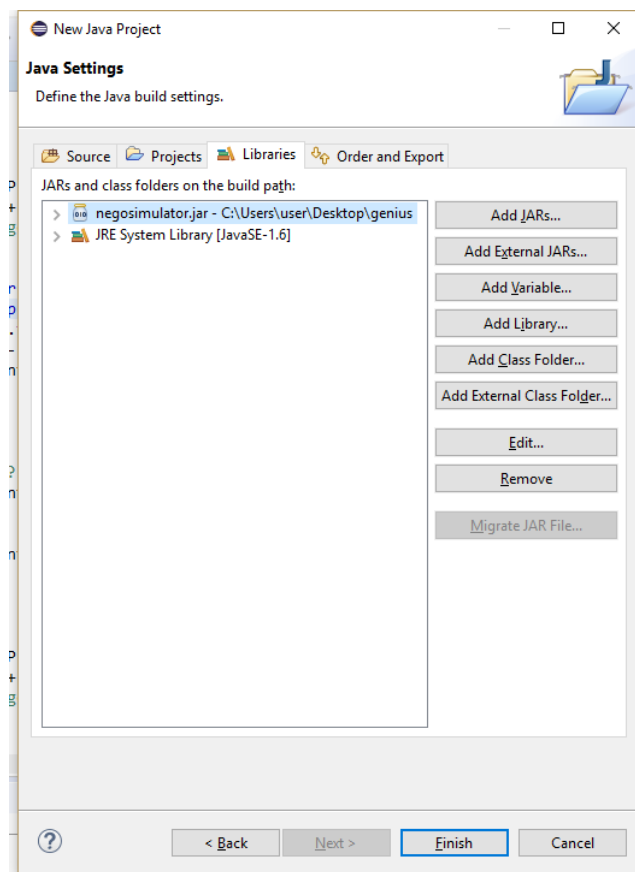 New Java Project
Java Settings
Define the Java build settings.
Source Projects Libraries Order and Export
JARs and class folders on the build path:
negosimulator.jar - C:\Users\user\Desktop\genius
JRE System Library [JavaSE-1.6]
Add JARs...
Add External JARs...
Add Variable...
Add Library...
Add Class Folder...
Add External Class Folder...
Edit...
Remove
Migrate JAR File...
< Back Next > Finish Cancel